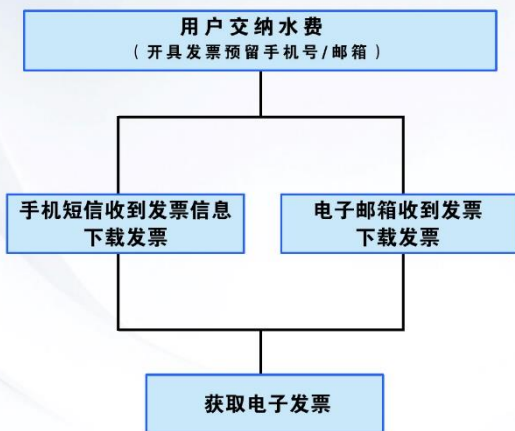 用户交纳水费
（开具发票预留手机号/邮箱）
手机短信收到发票信息
下载发票
电子邮箱收到发票
下载发票
获取电子发票